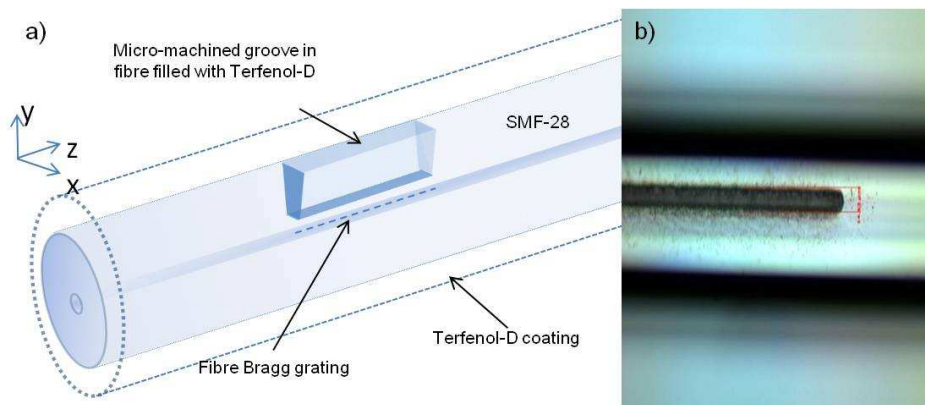 a)
Micro-machined groove in
fibre filled with Terfenol-D
SMF-28
y
z
x
Terfenol-D coating
Fibre Bragg grating
b)